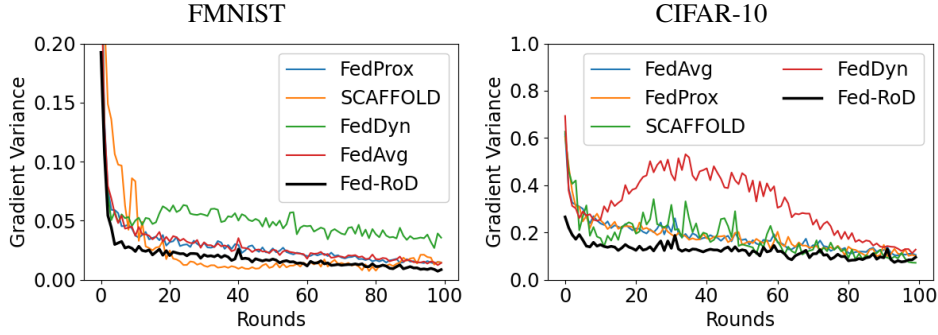 FMNIST
Gradient Variance
0.20
0.15
0.10
0.05
0.00
0
20
40
60
80
100
Rounds
FedProx
SCAFFOLD
FedDyn
FedAvg
Fed-RoD
CIFAR-10
Gradient Variance
1.0
0.8
0.6
0.4
0.2
0.0
0
20
40
60
80
100
Rounds
FedAvg
FedProx
SCAFFOLD
FedDyn
Fed-RoD